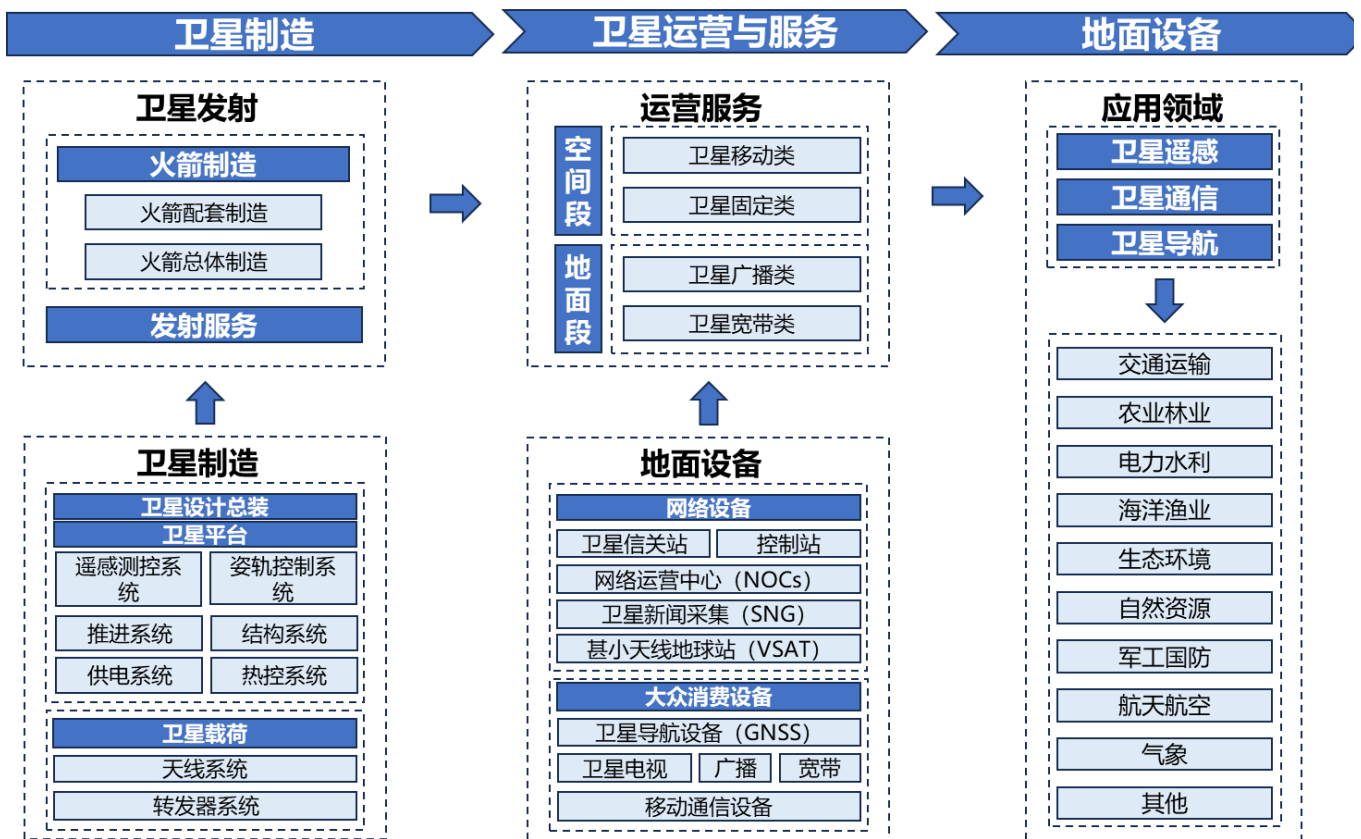 卫星制造
卫星运营与服务
地面设备
卫星发射
火箭制造
火箭配套制造
火箭总体制造
发射服务
卫星制造
卫星设计总装
卫星平台
遥感测控系
统
姿轨控制系
统
推进系统
结构系统
供电系统
热控系统
卫星载荷
天线系统
转发器系统
运营服务
空
间
段
卫星移动类
卫星固定类
地
面
段
卫星广播类
卫星宽带类
地面设备
网络设备
卫星信关站
控制站
网络运营中心（NOCs）
卫星新闻采集（SNG）
甚小天线地球站（VSAT）
大众消费设备
卫星导航设备（GNSS）
卫星电视
广播
宽带
移动通信设备
应用领域
卫星遥感
卫星通信
卫星导航
交通运输
农业林业
电力水利
海洋渔业
生态环境
自然资源
军工国防
航天航空
气象
其他